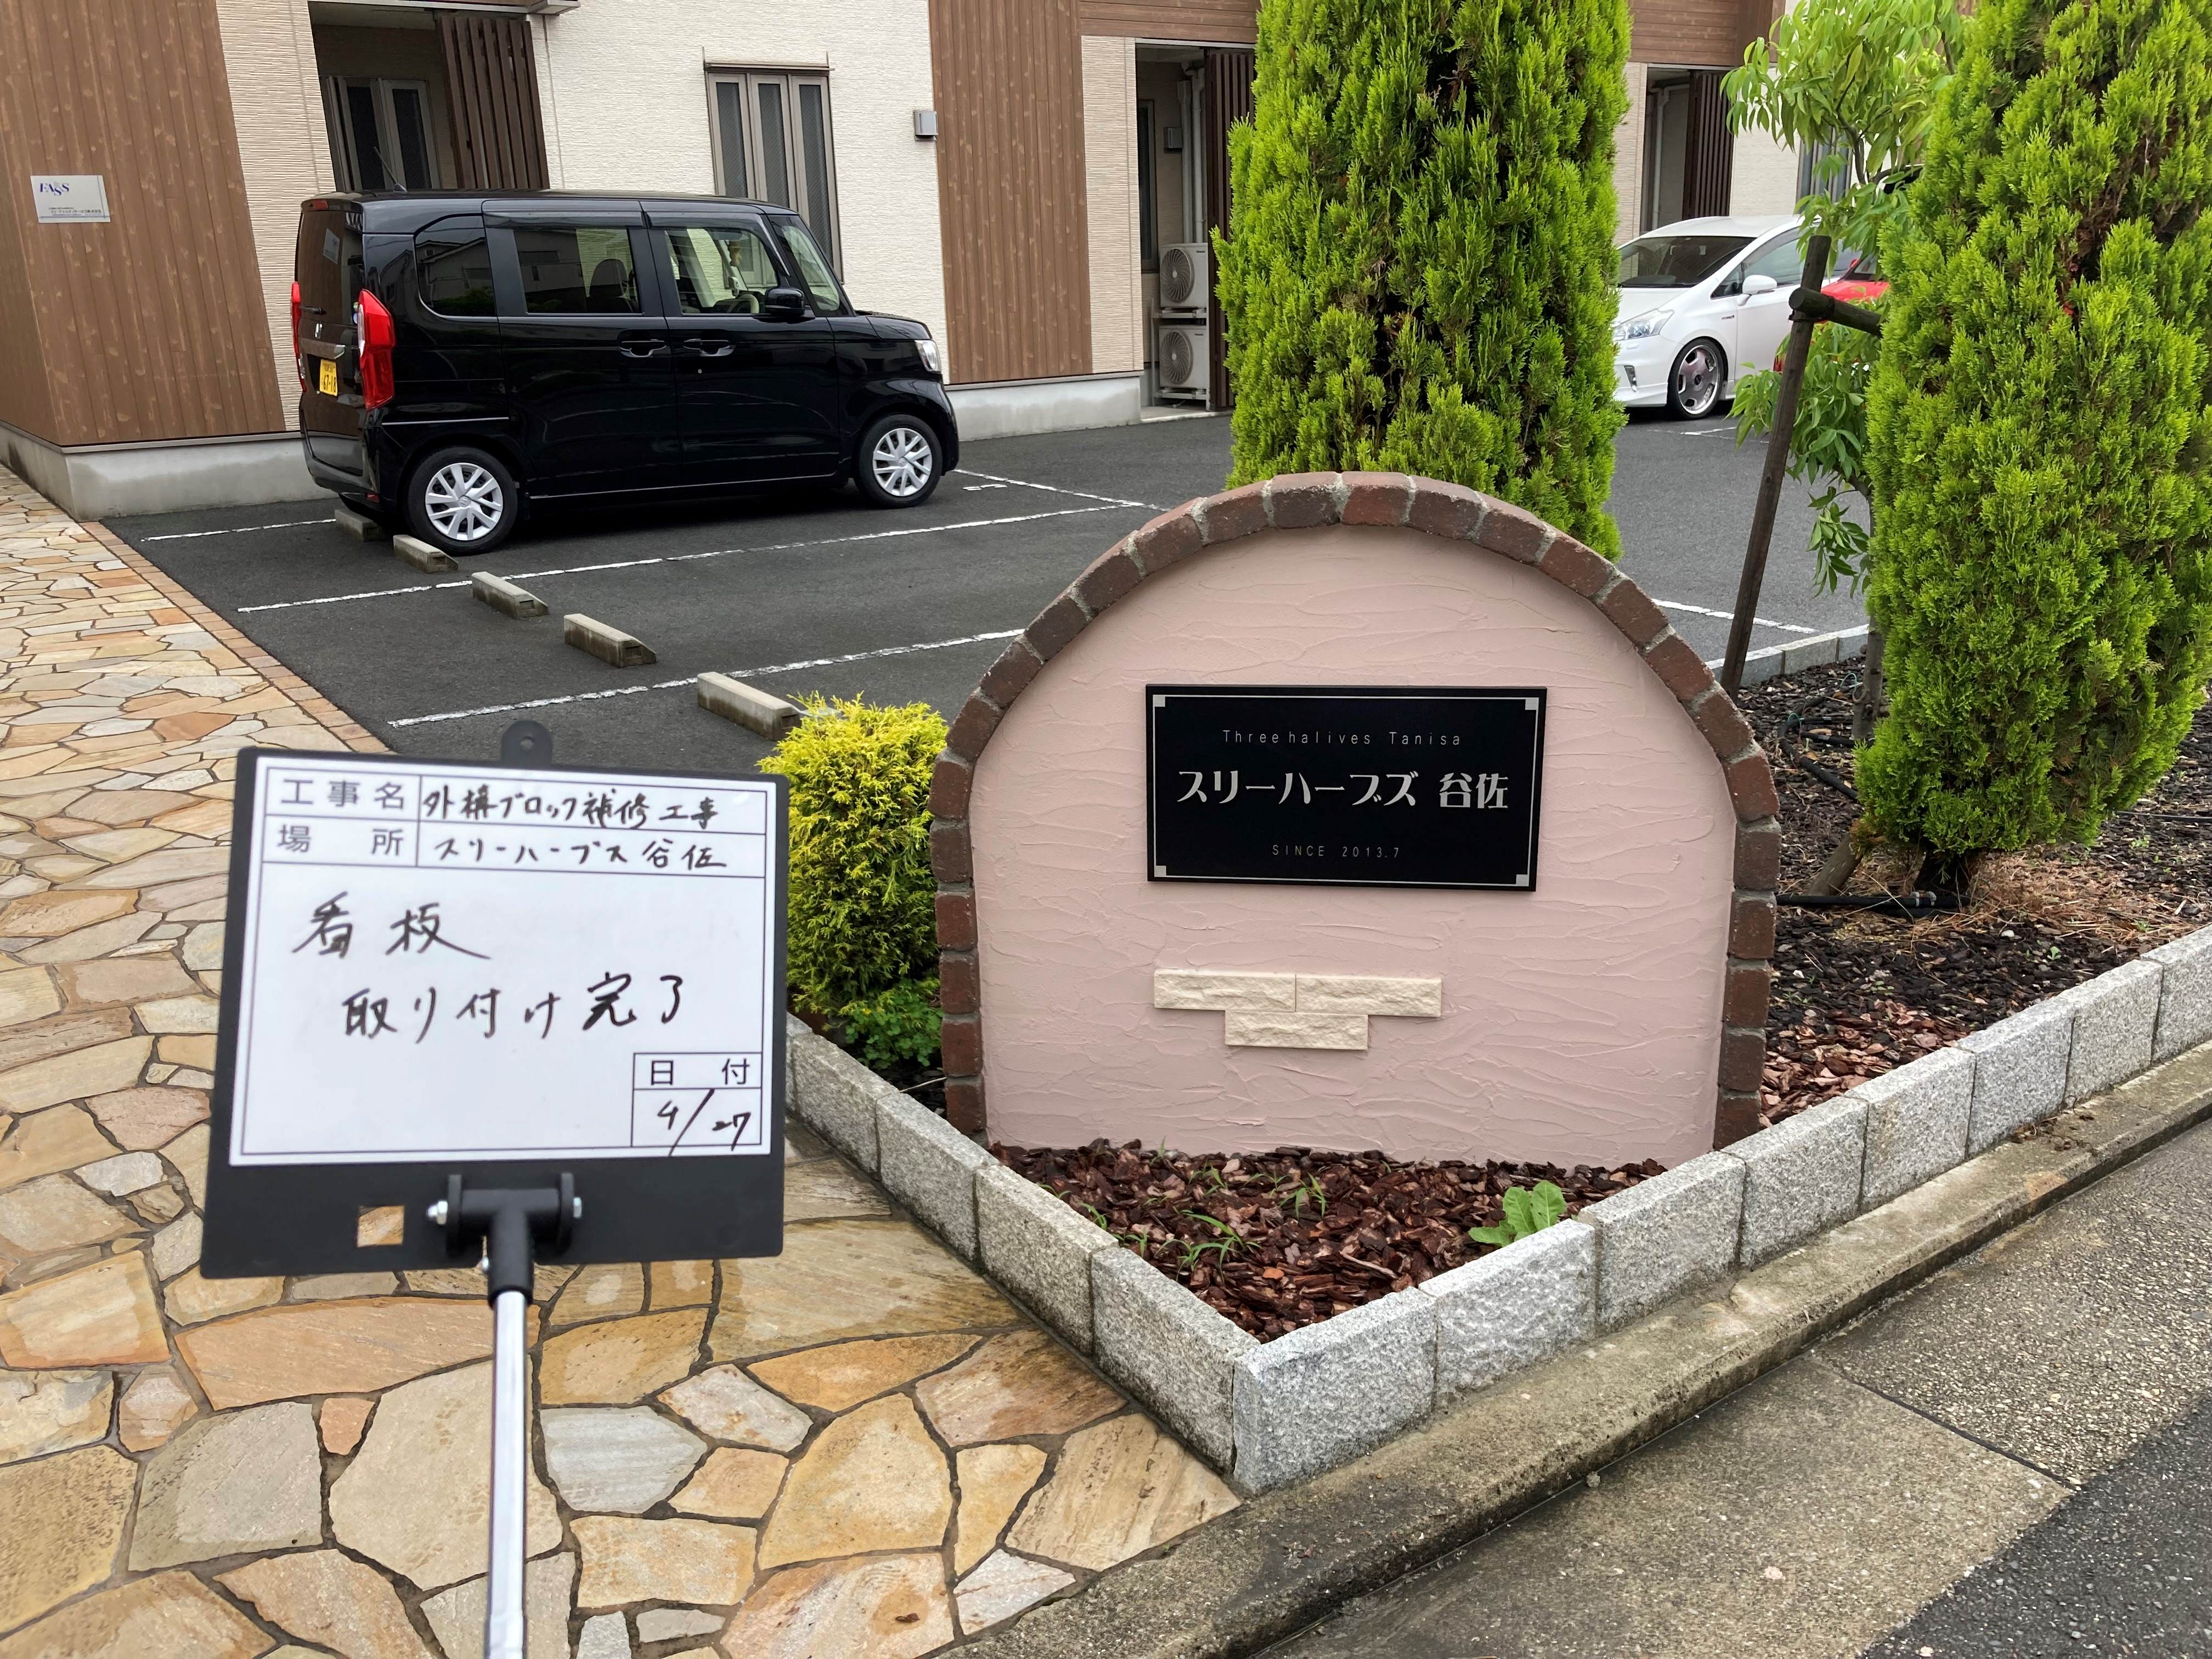 工事名 外構ブロック補修工事
場所 スリーハーブス谷佐
看板
取り付け完了
日付
4/27
Threehalives Tanisa
スリーハーブズ 谷佐
SINCE 2013.7